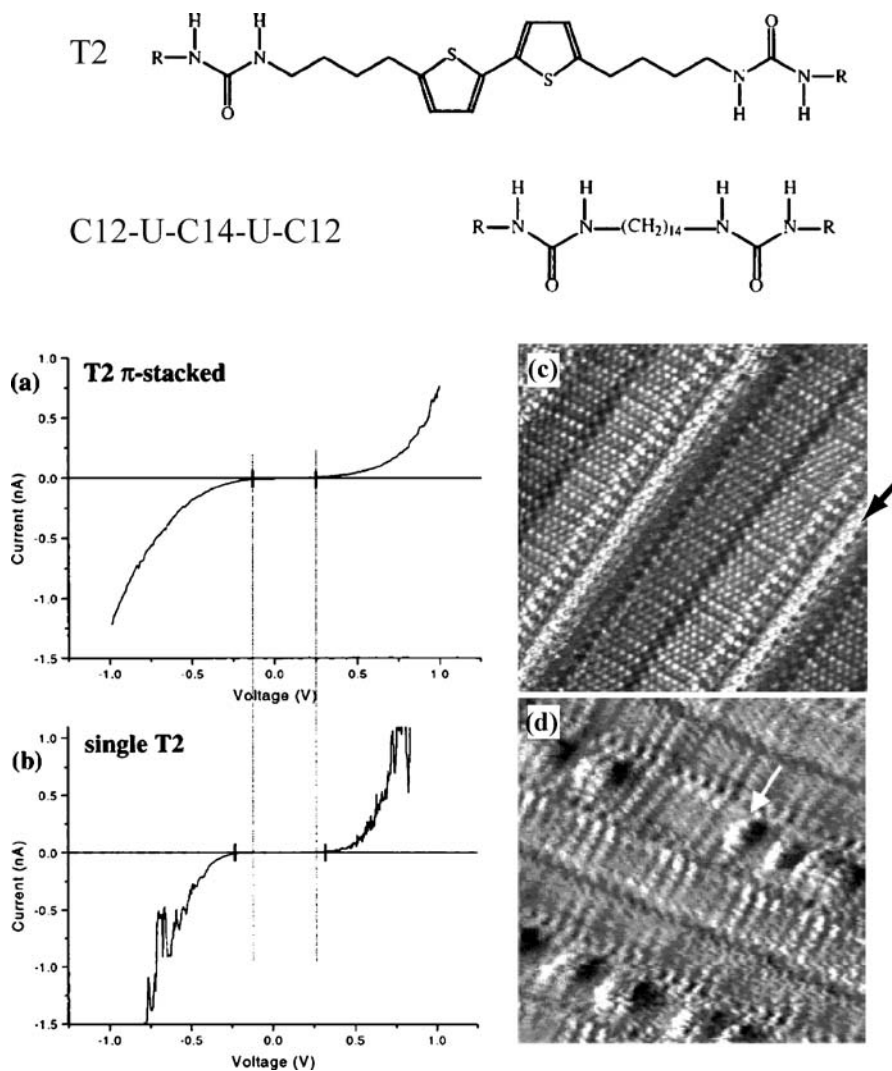 T2
H H O
R N N S S N N R
O H H
C12-U-C14-U-C12
H H H H
R N N (CH2)14 N N R
O O
(a) T2 π-stacked
1.0
0.5
0.0
-0.5
-1.0
-1.5
Current (nA)
-1.0 -0.5 0.0 0.5 1.0
Voltage (V)
(b) single T2
1.0
0.5
0.0
-0.5
-1.0
-1.5
Current (nA)
-1.0 -0.5 0.0 0.5 1.0
Voltage (V)
(c)
(d)